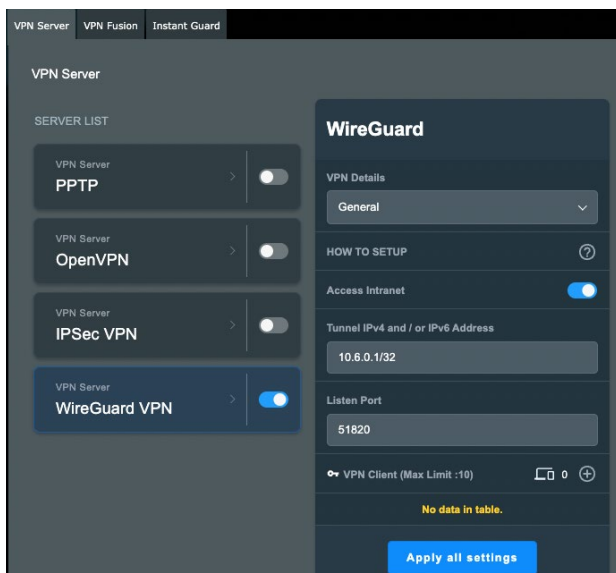 VPN Server VPN Fusion Instant Guard
VPN Server
SERVER LIST
VPN Server
PPTP
VPN Server
OpenVPN
VPN Server
IPSec VPN
VPN Server
WireGuard VPN
WireGuard
VPN Details
General
HOW TO SETUP ?
Access Intranet
Tunnel IPv4 and / or IPv6 Address
10.6.0.1/32
Listen Port
51820
VPN Client (Max Limit :10) 0
No data in table.
Apply all settings